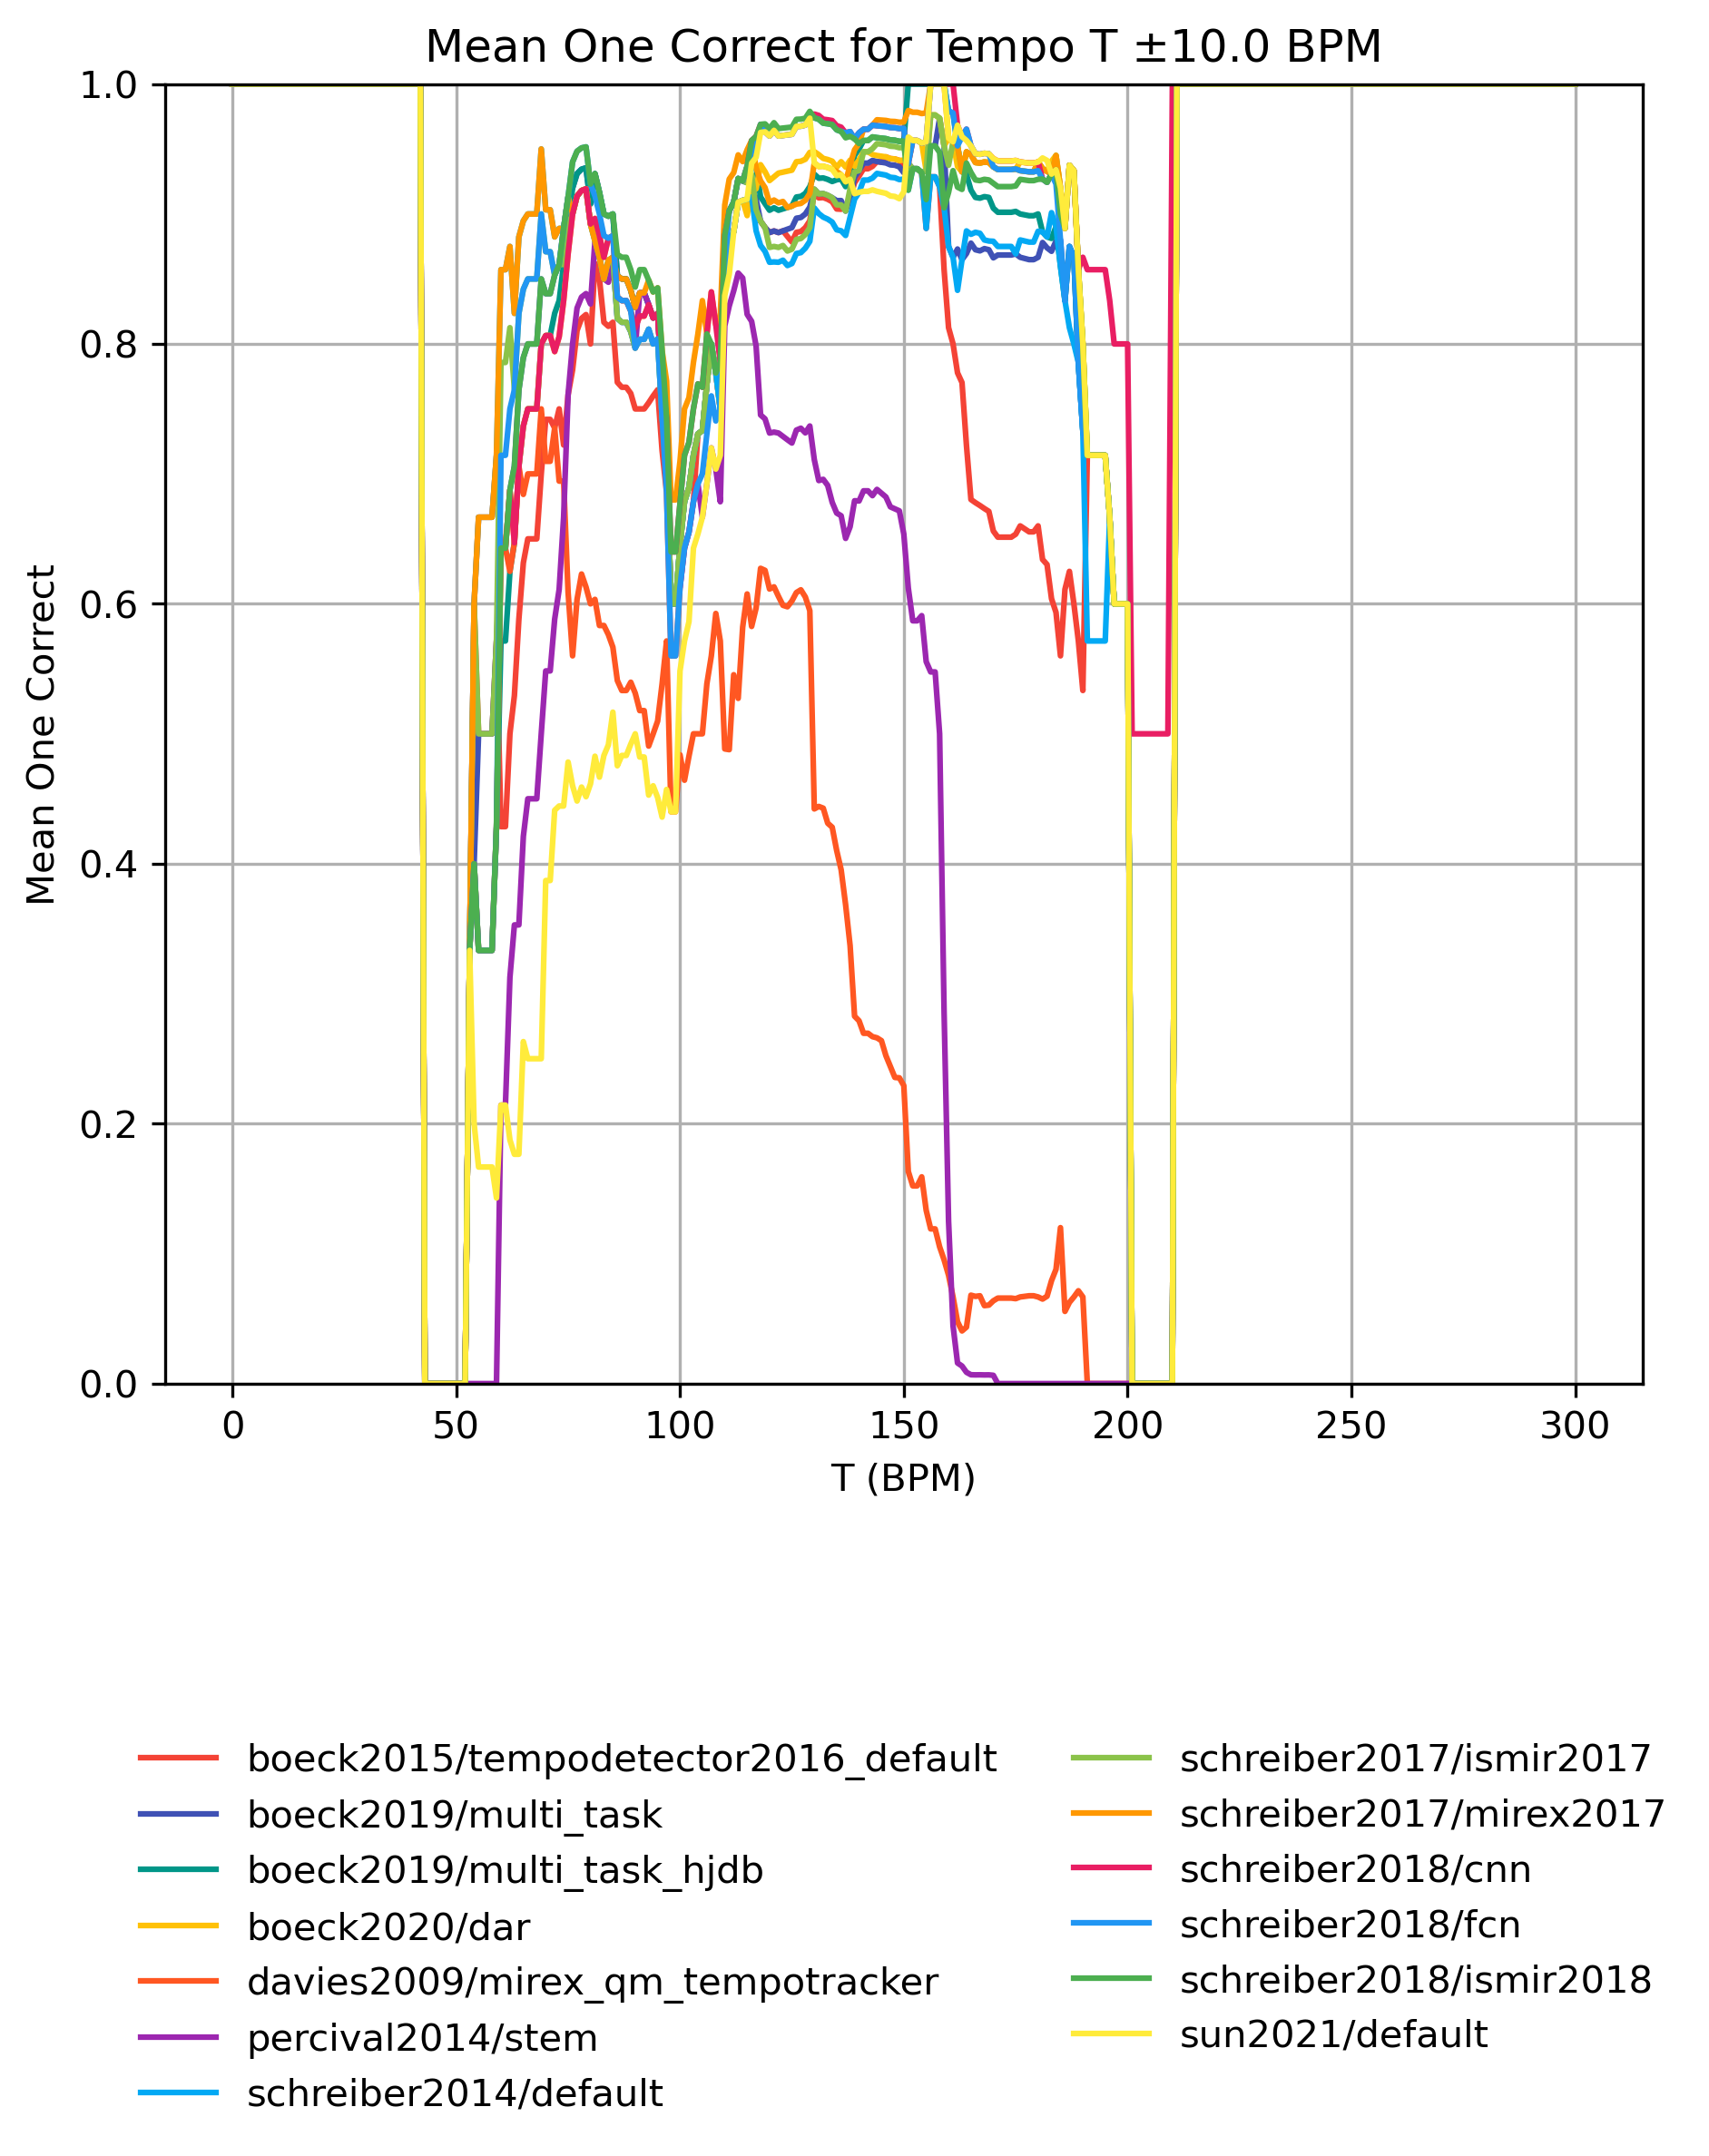 Mean One Correct for Tempo T ±10.0 BPM
1.0
0.8
0.6
0.4
0.2
0.0
Mean One Correct
0 50 100 150 200 250 300
T (BPM)
boeck2015/tempodetector2016_default
boeck2019/multi_task
boeck2019/multi_task_hjdb
boeck2020/dar
davies2009/mirex_qm_tempotracker
percival2014/stem
schreiber2014/default
schreiber2017/ismir2017
schreiber2017/mirex2017
schreiber2018/cnn
schreiber2018/fcn
schreiber2018/ismir2018
sun2021/default